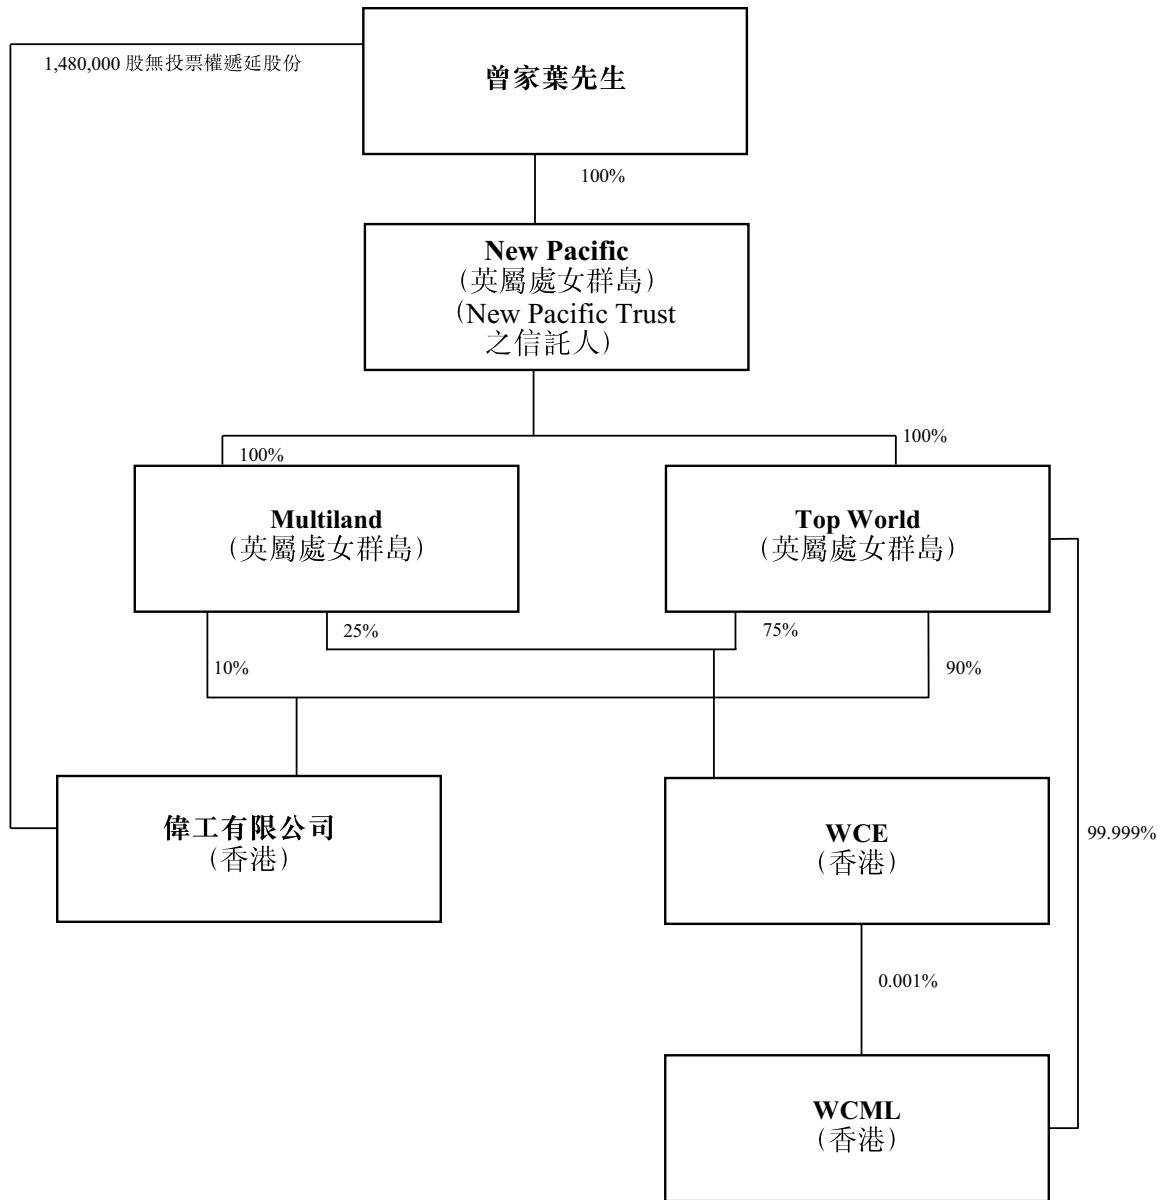 1,480,000 股無投票權遞延股份
曾家葉先生
100%
New Pacific
（英屬處女群島）
（New Pacific Trust
之信託人）
100%
100%
Multiland
（英屬處女群島）
Top World
（英屬處女群島）
25%
75%
10%
90%
偉工有限公司
（香港）
WCE
（香港）
99.999%
0.001%
WCML
（香港）